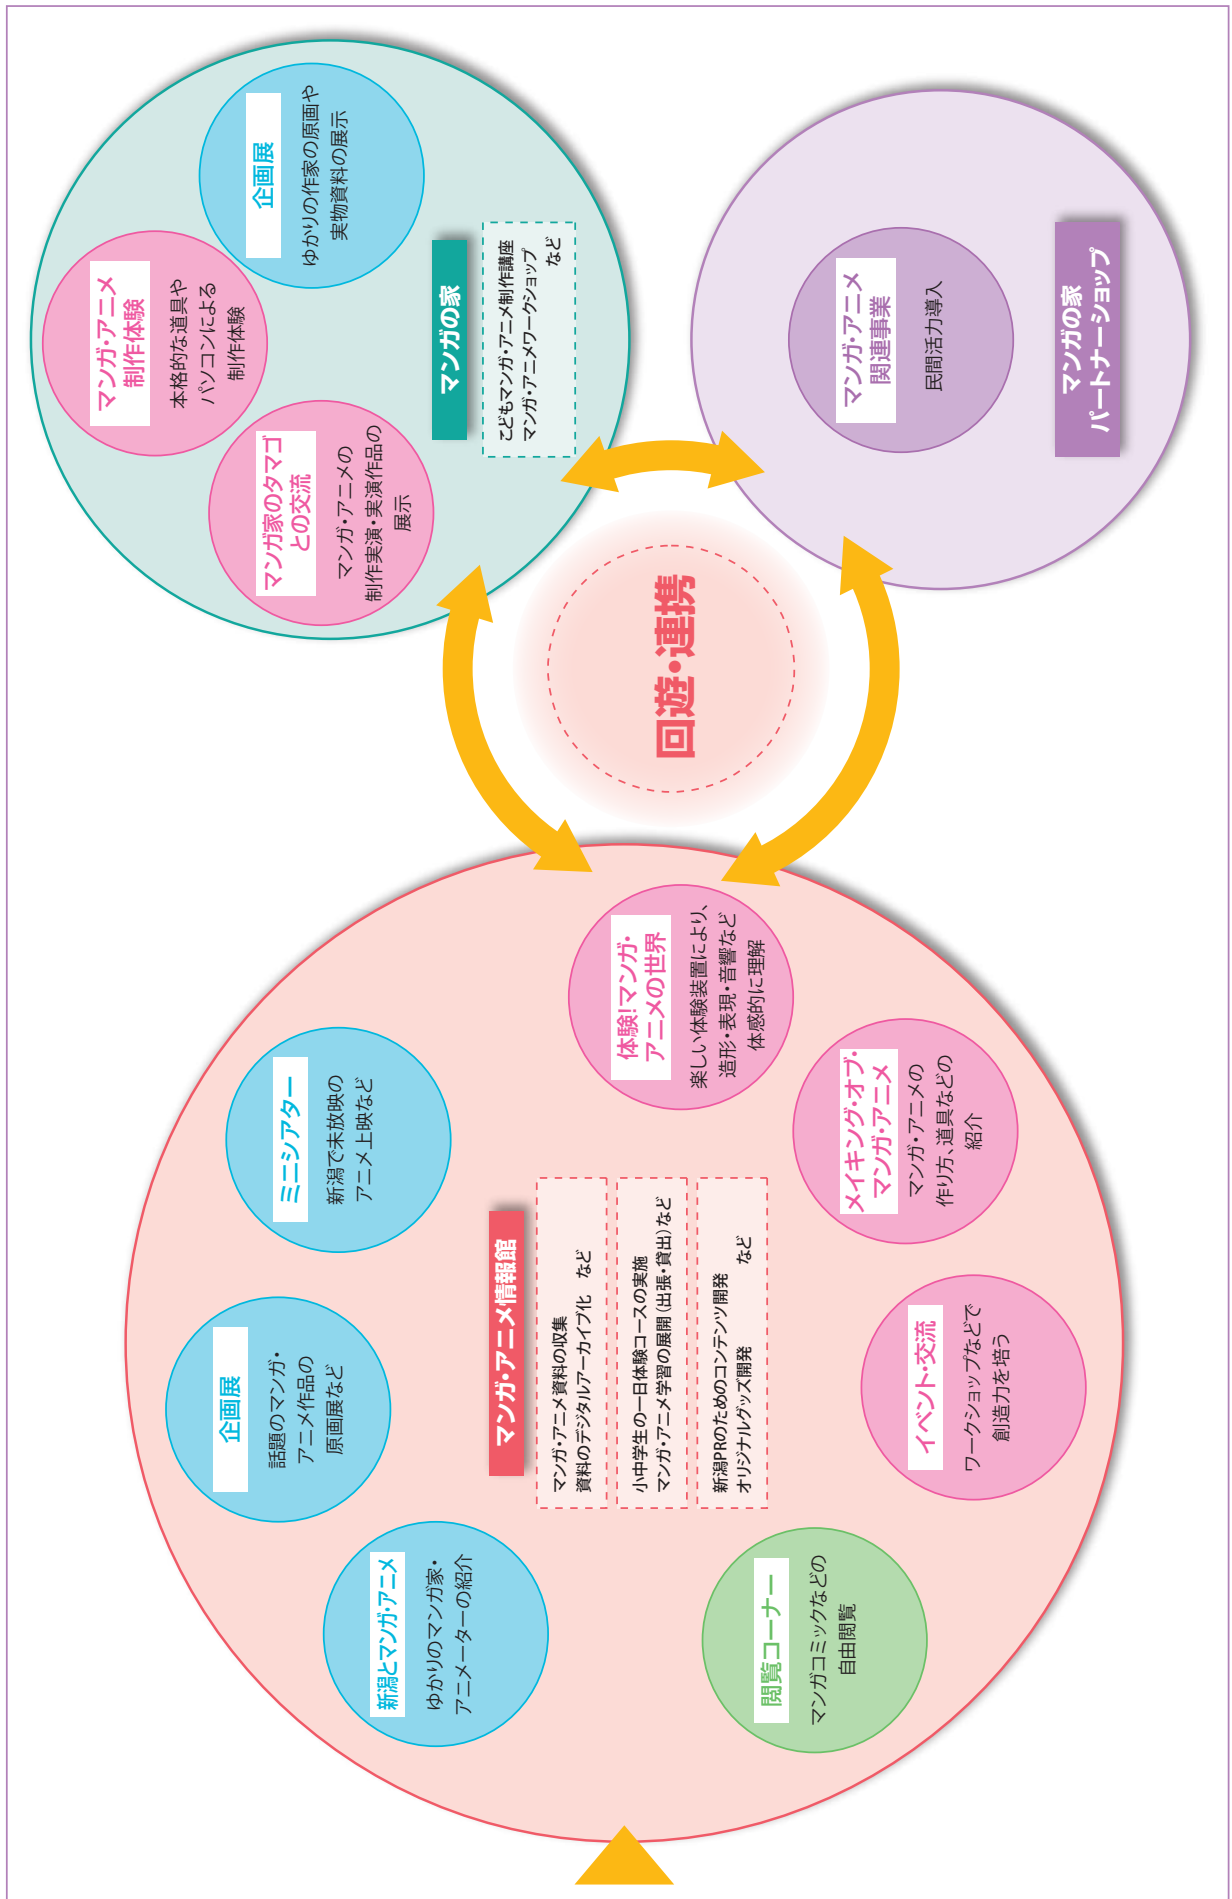 新潟とマンガ・アニメ
ゆかりのマンガ家・
アニメーターの紹介
企画展
話題のマンガ・
アニメ作品の
原画展など
ミニシアター
新潟で未放映の
アニメ上映など
マンガ・アニメ情報館
マンガ・アニメ資料の収集
資料のデジタルアーカイブ化　など
小中学生の一日体験コースの実施
マンガ・アニメ学習の展開（出張・貸出）など
新潟PRのためのコンテンツ開発
オリジナルグッズ開発　など
体験！マンガ・
アニメの世界
楽しい体験装置により、
造形・表現・音響など
体感的に理解
閲覧コーナー
マンガコミックなどの
自由閲覧
イベント・交流
ワークショップなどで
創造力を培う
メイキング・オブ・
マンガ・アニメ
マンガ・アニメの
作り方、道具などの
紹介
回遊・連携
マンガ家のタマゴ
との交流
マンガ・アニメの
制作実演・実演作品の
展示
マンガ・アニメ
制作体験
本格的な道具や
パソコンによる
制作体験
企画展
ゆかりの作家の原画や
実物資料の展示
マンガの家
こどもマンガ・アニメ制作講座
マンガ・アニメワークショップ
など
マンガ・アニメ
関連事業
民間活力導入
マンガの家
パートナーショップ